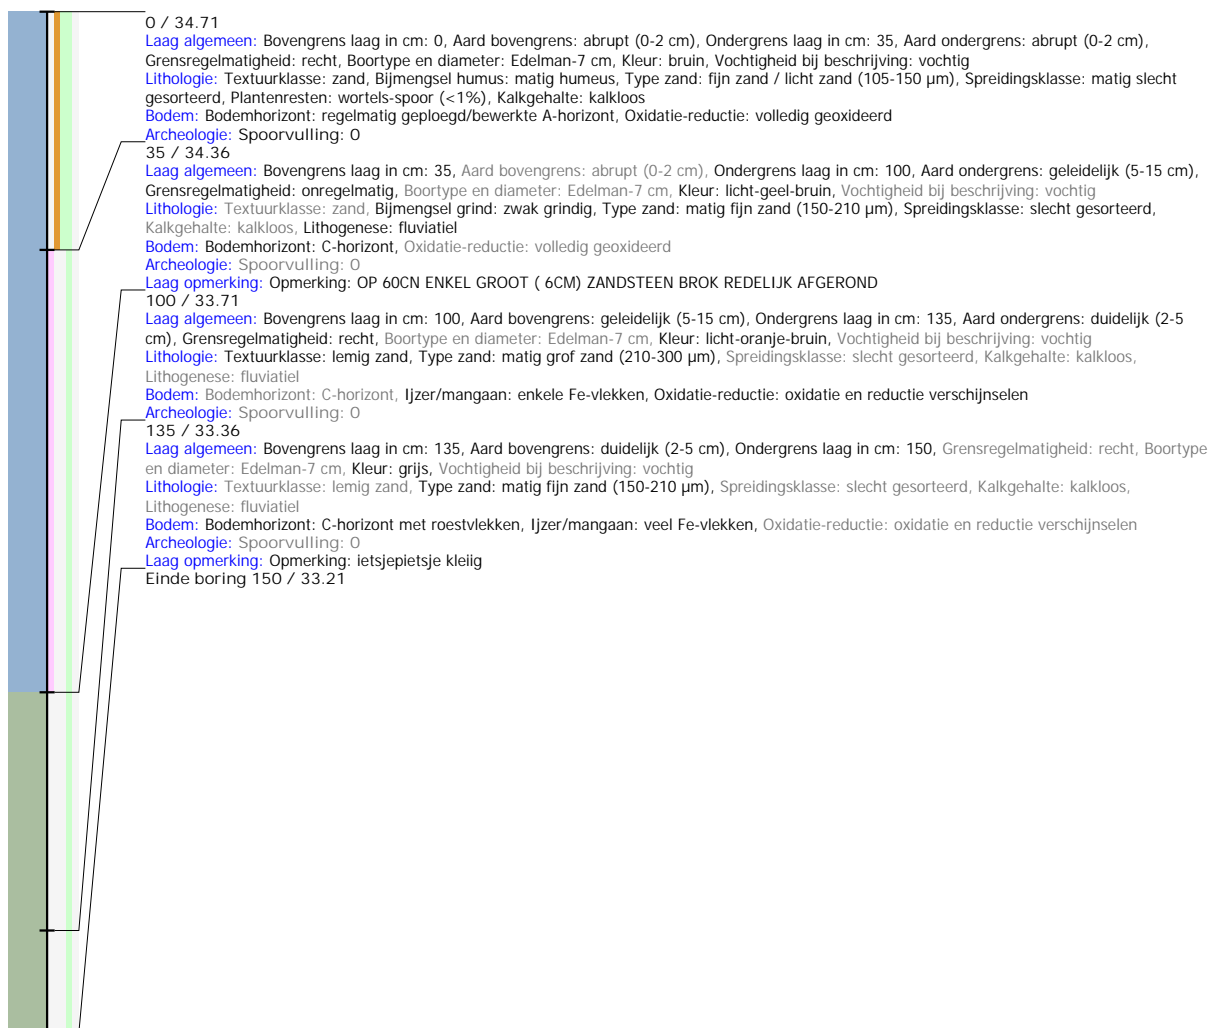 0 / 34.71
Laag algemeen: Bovengrens laag in cm: 0, Aard bovengrens: abrupt (0-2 cm), Ondergrens laag in cm: 35, Aard ondergrens: abrupt (0-2 cm),
Grensregelmatigheid: recht, Boortype en diameter: Edelman-7 cm, Kleur: bruin, Vochtigheid bij beschrijving: vochtig
Lithologie: Textuurklasse: zand, Bijmengsel humus: matig humeus, Type zand: fijn zand / licht zand (105-150 µm), Spreidingsklasse: matig slecht
gesorteerd, Plantenresten: wortels-spoor (<1%), Kalkgehalte: kalkloos
Bodem: Bodemhorizont: regelmatig geploegd/bewerkte A-horizont, Oxidatie-reductie: volledig geoxideerd
Archeologie: Spoorvulling: 0
35 / 34.36
Laag algemeen: Bovengrens laag in cm: 35, Aard bovengrens: abrupt (0-2 cm), Ondergrens laag in cm: 100, Aard ondergrens: geleidelijk (5-15 cm),
Grensregelmatigheid: onregelmatig, Boortype en diameter: Edelman-7 cm, Kleur: licht-geel-bruin, Vochtigheid bij beschrijving: vochtig
Lithologie: Textuurklasse: zand, Bijmengsel grind: zwak grindig, Type zand: matig fijn zand (150-210 µm), Spreidingsklasse: slecht gesorteerd,
Kalkgehalte: kalkloos, Lithogenese: fluviatiel
Bodem: Bodemhorizont: C-horizont, Oxidatie-reductie: volledig geoxideerd
Archeologie: Spoorvulling: 0
Laag opmerking: Opmerking: OP 60CN ENKEL GROOT ( 6CM) ZANDSTEEN BROK REDELIJK AFGEROND
100 / 33.71
Laag algemeen: Bovengrens laag in cm: 100, Aard bovengrens: geleidelijk (5-15 cm), Ondergrens laag in cm: 135, Aard ondergrens: duidelijk (2-5
cm), Grensregelmatigheid: recht, Boortype en diameter: Edelman-7 cm, Kleur: licht-oranje-bruin, Vochtigheid bij beschrijving: vochtig
Lithologie: Textuurklasse: lemig zand, Type zand: matig grof zand (210-300 µm), Spreidingsklasse: slecht gesorteerd, Kalkgehalte: kalkloos,
Lithogenese: fluviatiel
Bodem: Bodemhorizont: C-horizont, Ijzer/mangaan: enkele Fe-vlekken, Oxidatie-reductie: oxidatie en reductie verschijnselen
Archeologie: Spoorvulling: 0
135 / 33.36
Laag algemeen: Bovengrens laag in cm: 135, Aard bovengrens: duidelijk (2-5 cm), Ondergrens laag in cm: 150, Grensregelmatigheid: recht, Boortype
en diameter: Edelman-7 cm, Kleur: grijs, Vochtigheid bij beschrijving: vochtig
Lithologie: Textuurklasse: lemig zand, Type zand: matig fijn zand (150-210 µm), Spreidingsklasse: slecht gesorteerd, Kalkgehalte: kalkloos,
Lithogenese: fluviatiel
Bodem: Bodemhorizont: C-horizont met roestvlekken, Ijzer/mangaan: veel Fe-vlekken, Oxidatie-reductie: oxidatie en reductie verschijnselen
Archeologie: Spoorvulling: 0
Laag opmerking: Opmerking: ietsjepietsje kleiig
Einde boring 150 / 33.21